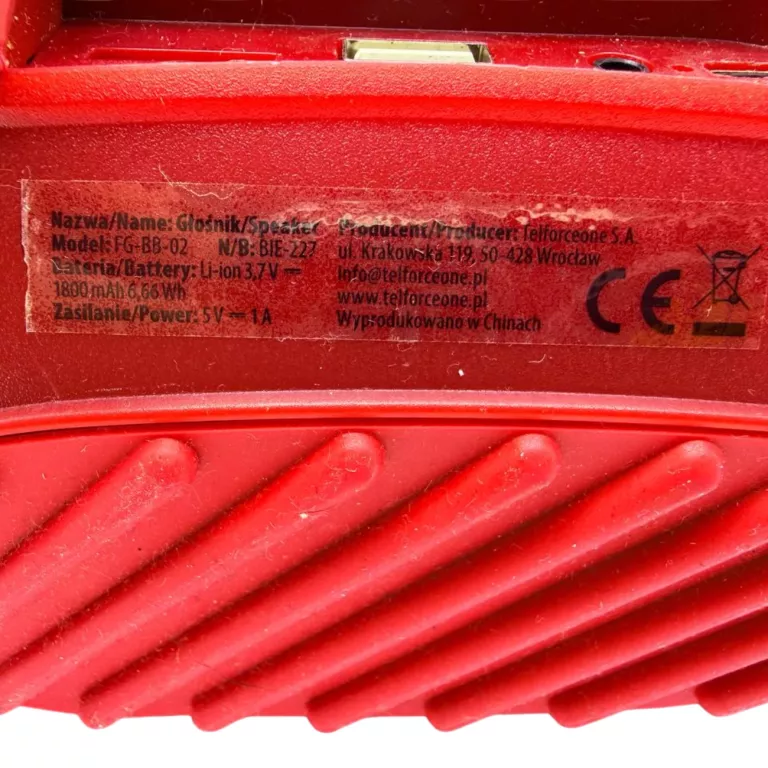 Nazwa/Name: Głośnik/Speaker
Model: FG-BB-02 N/B: BIE-227
Bateria/Battery: Li-ion 3,7 V ⎓
1800 mAh 6,66 Wh
Zasilanie/Power: 5 V ⎓ 1 A
Producent/Producer: Telforceone S.A.
ul. Krakowska 119, 50-428 Wrocław
info@telforceone.pl
www.telforceone.pl
Wyprodukowano w Chinach
CE